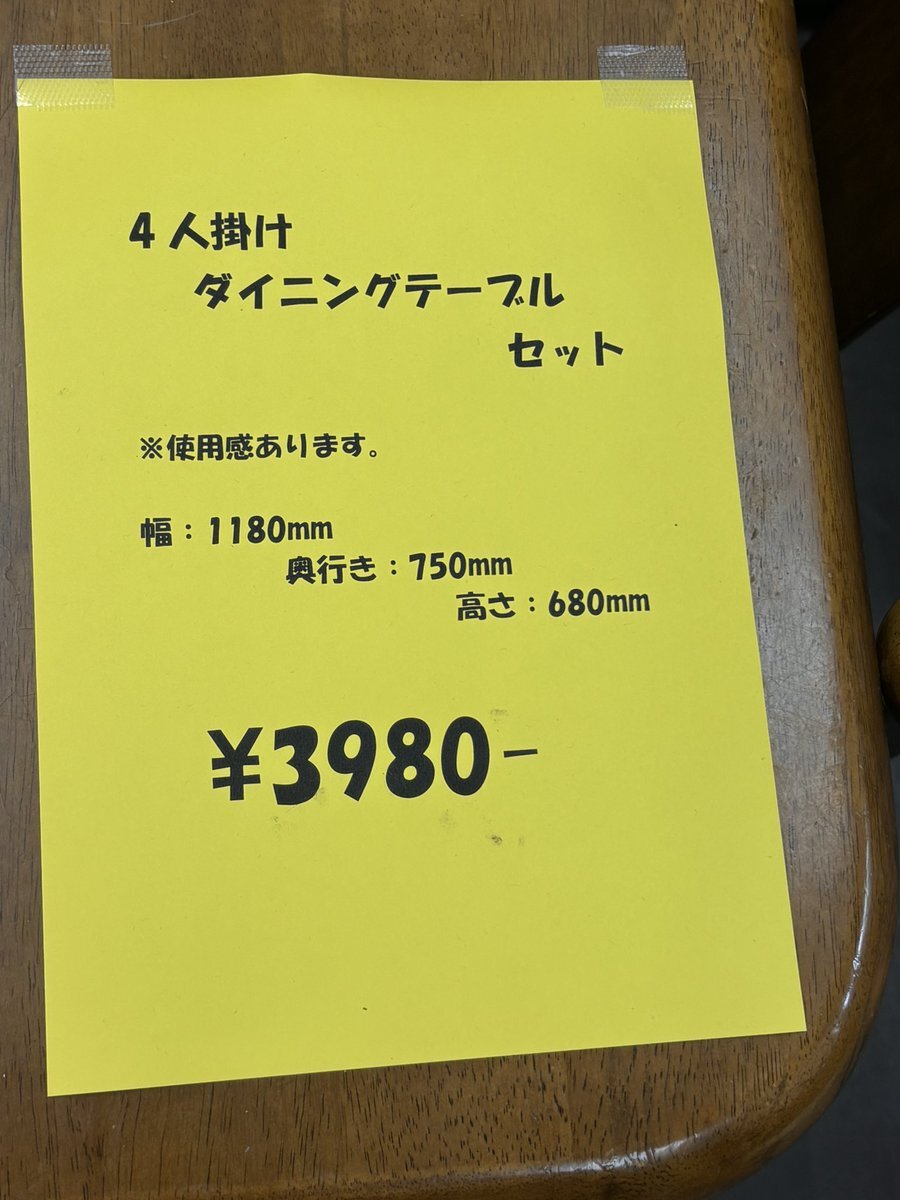 4人掛け
ダイニングテーブル
セット
※使用感あります。
幅：1180mm
奥行き：750mm
高さ：680mm
¥3980-